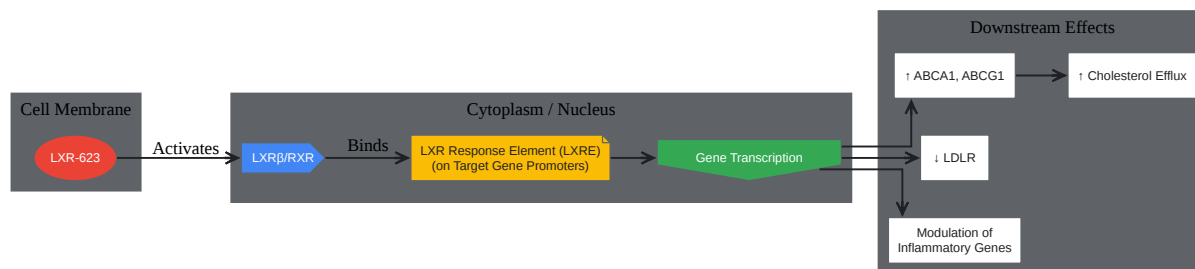 Downstream Effects
↑ ABCA1, ABCG1
↑ Cholesterol Efflux
Cell Membrane
Cytoplasm / Nucleus
LXR-623
Activates
LXRβ/RXR
Binds
LXR Response Element (LXRE)
(on Target Gene Promoters)
Gene Transcription
↓ LDLR
Modulation of
Inflammatory Genes